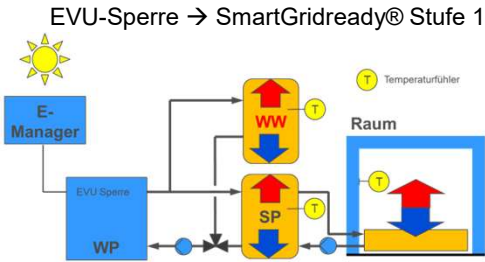 EVU-Sperre → SmartGridready® Stufe 1
T Temperaturfühler
E-
Manager
WW
T
Raum
T
EVU Sperre
SP
T
WP